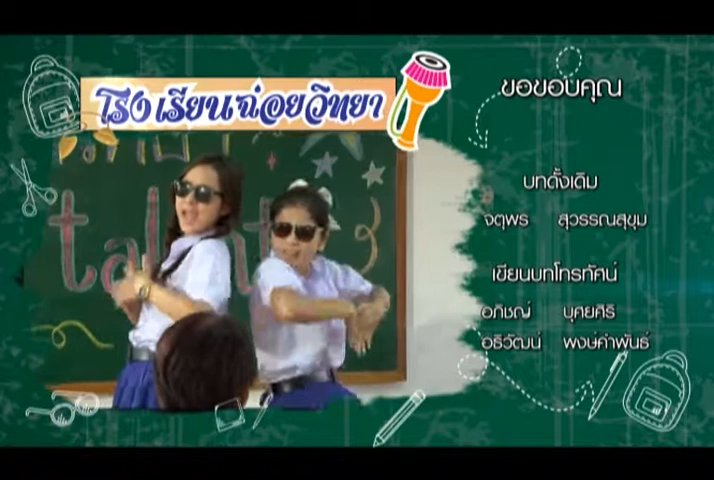 โรงเรียนฉ่อยวิทยา
ขอขอบคุณ
talent
บทดั้งเดิม
จตุพร สุวรรณสุขุม
เขียนบทโทรทัศน์
อภิชญ์ บุศยศิริ
อธิวัฒน์ พงษ์คำพันธ์